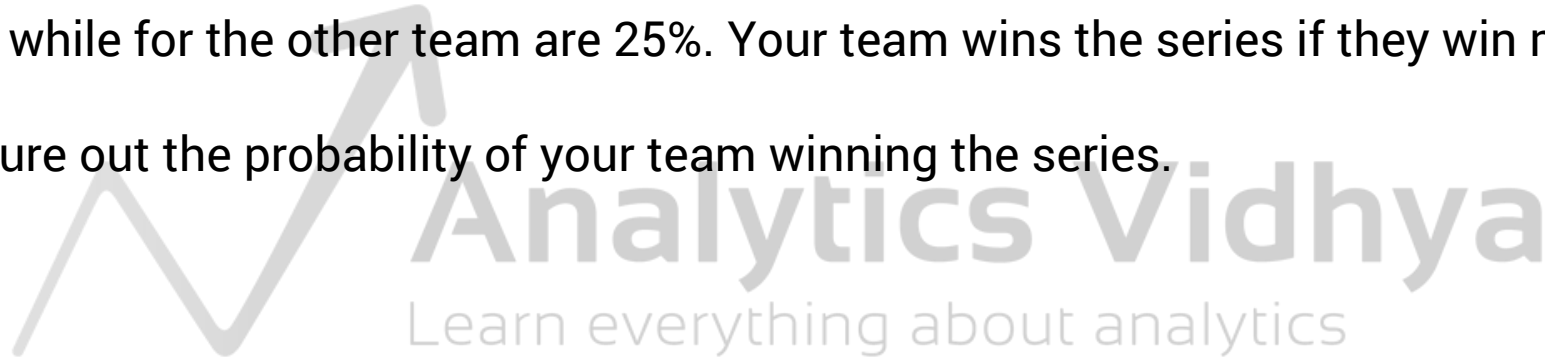 while for the other team are 25%. Your team wins the series if they win
ure out the probability of your team winning the series.
Analytics Vidhya
Learn everything about analytics